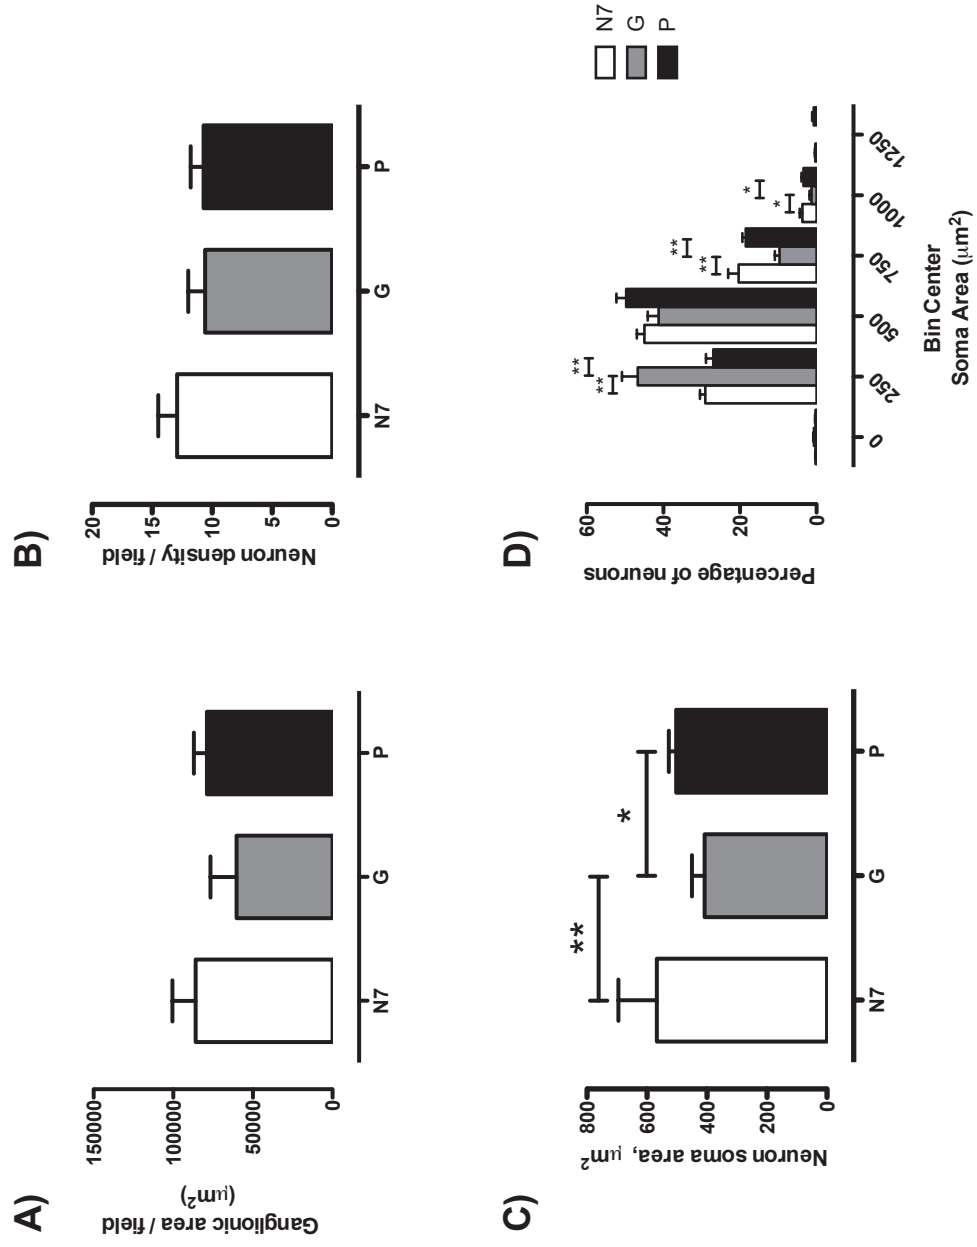 A)
Ganglionic area / field
(μm²)
150000
100000
50000
0
N7
G
P
B)
Neuron density / field
20
15
10
5
0
N7
G
P
C)
Neuron soma area, μm²
800
600
400
200
0
**
*
N7
G
P
D)
Percentage of neurons
60
40
20
0
**
**
**
**
*
*
0
250
500
750
1000
1250
Bin Center
Soma Area (μm²)
N7
G
P